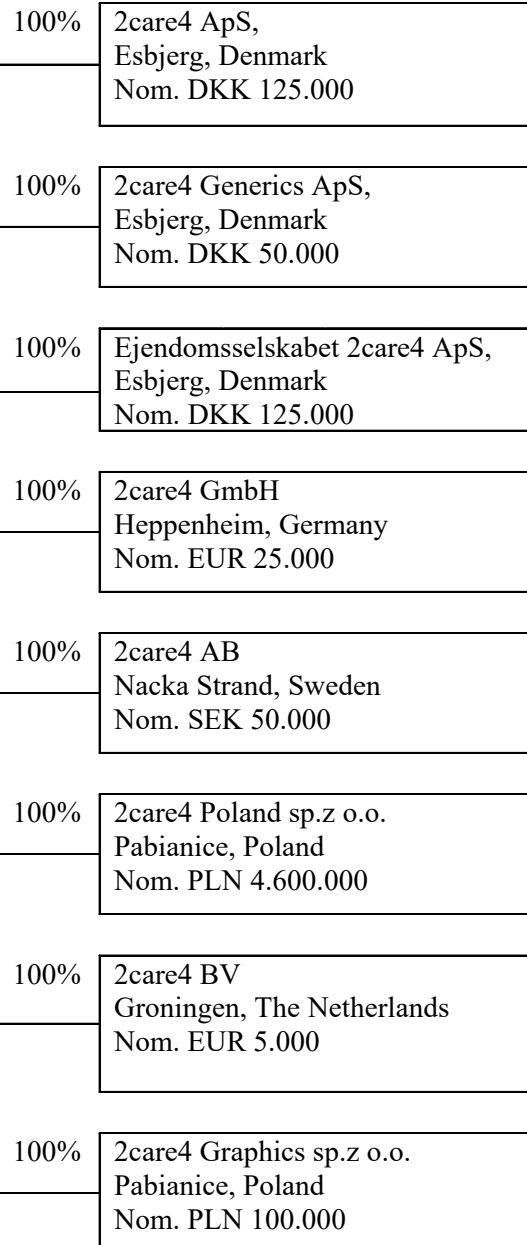 100% 2care4 ApS,
Esbjerg, Denmark
Nom. DKK 125.000
100% 2care4 Generics ApS,
Esbjerg, Denmark
Nom. DKK 50.000
100% Ejendomsselskabet 2care4 ApS,
Esbjerg, Denmark
Nom. DKK 125.000
100% 2care4 GmbH
Heppenheim, Germany
Nom. EUR 25.000
100% 2care4 AB
Nacka Strand, Sweden
Nom. SEK 50.000
100% 2care4 Poland sp.z o.o.
Pabianice, Poland
Nom. PLN 4.600.000
100% 2care4 BV
Groningen, The Netherlands
Nom. EUR 5.000
100% 2care4 Graphics sp.z o.o.
Pabianice, Poland
Nom. PLN 100.000